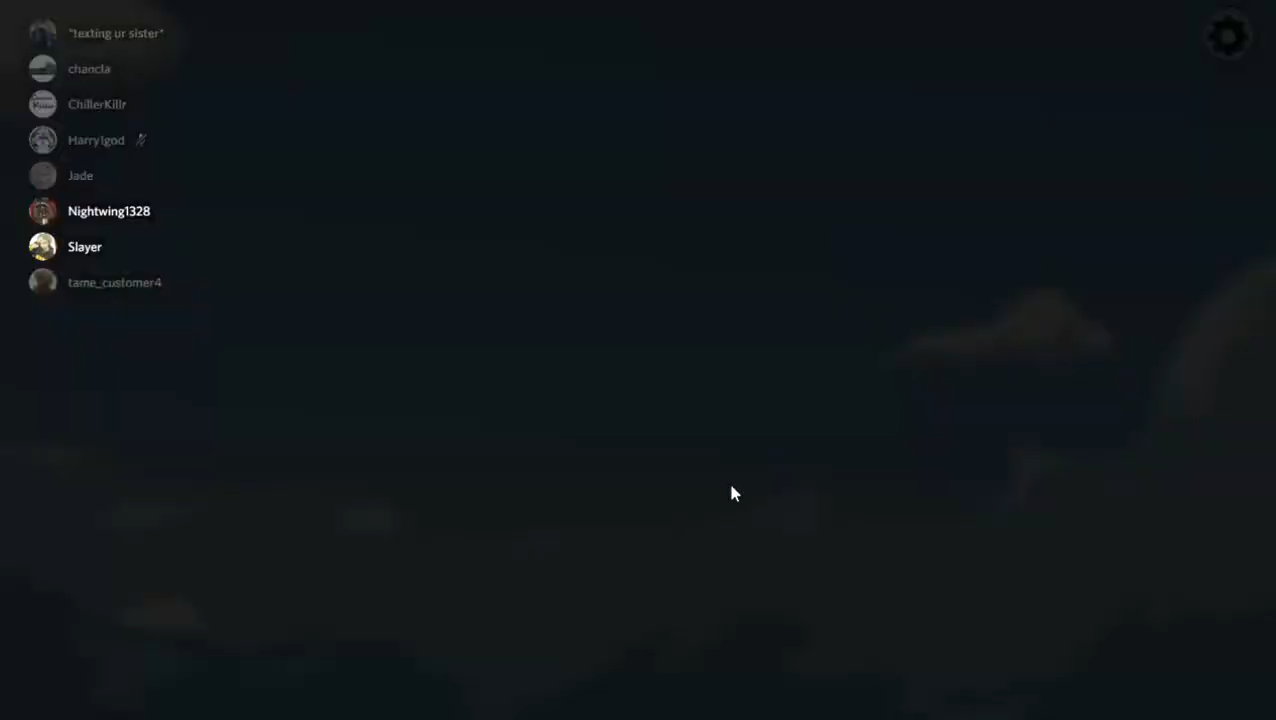 "texting ur sister"
chancla
ChillerKillr
Harry1god
Jade
Nightwing1328
Slayer
tame_customer4